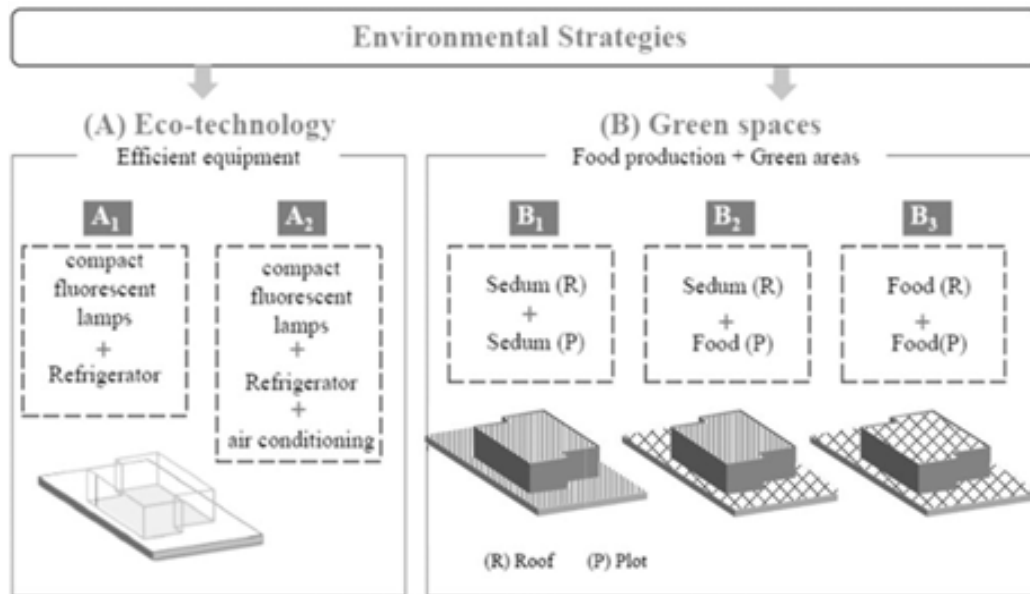 Environmental Strategies
(A) Eco-technology
Efficient equipment
A1
compact
fluorescent
lamps
+
Refrigerator
A2
compact
fluorescent
lamps
+
Refrigerator
+
air conditioning
(B) Green spaces
Food production + Green areas
B1
Sedum (R)
+
Sedum (P)
B2
Sedum (R)
+
Food (P)
B3
Food (R)
+
Food(P)
(R) Roof (P) Plot